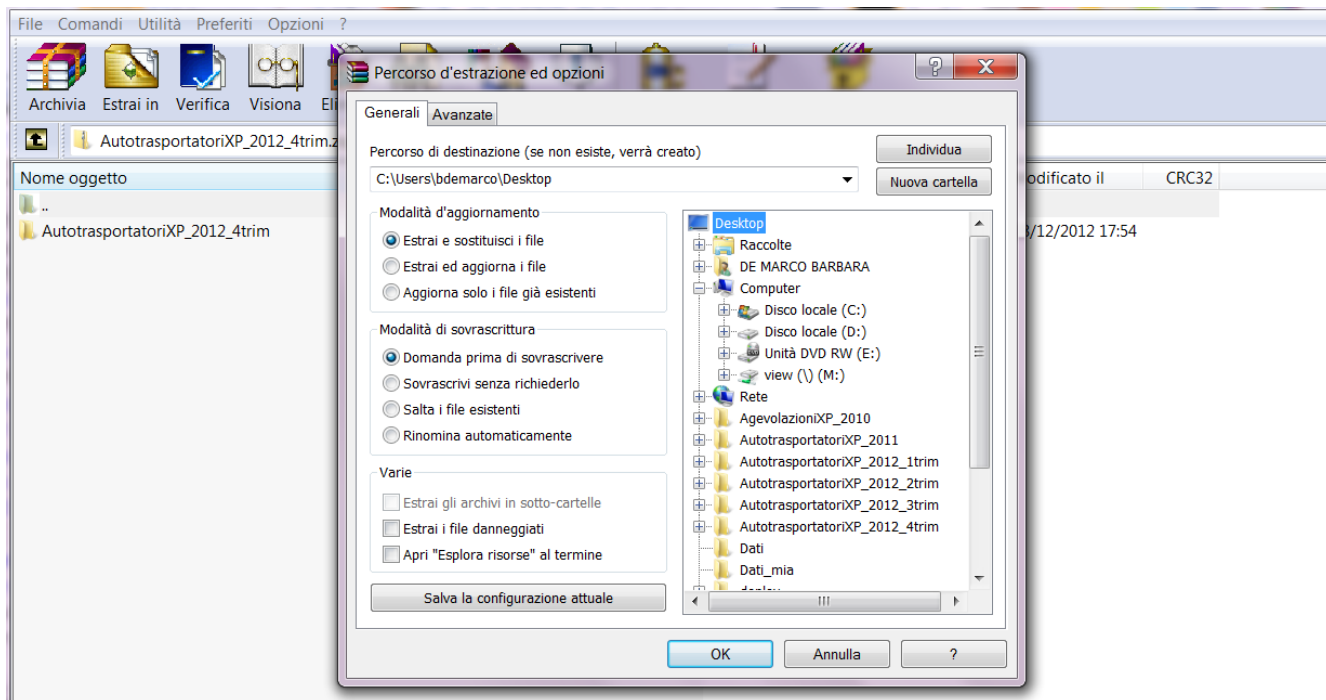 File Comandi Utilità Preferiti Opzioni ?
Archivia Estrai in Verifica Visiona
AutotrasportatoriXP_2012_4trim.z
Nome oggetto
..
AutotrasportatoriXP_2012_4trim
odificato il CRC32
/12/2012 17:54
Percorso d'estrazione ed opzioni
Generali Avanzate
Percorso di destinazione (se non esiste, verrà creato)
C:\Users\bdemarco\Desktop
Individua
Nuova cartella
Modalità d'aggiornamento
Estrai e sostituisci i file
Estrai ed aggiorna i file
Aggiorna solo i file già esistenti
Modalità di sovrascrittura
Domanda prima di sovrascrivere
Sovrascrivi senza richiederlo
Salta i file esistenti
Rinomina automaticamente
Varie
Estrai gli archivi in sotto-cartelle
Estrai i file danneggiati
Apri "Esplora risorse" al termine
Salva la configurazione attuale
Desktop
Raccolte
DE MARCO BARBARA
Computer
Disco locale (C:)
Disco locale (D:)
Unità DVD RW (E:)
view (\) (M:)
Rete
AgevolazioniXP_2010
AutotrasportatoriXP_2011
AutotrasportatoriXP_2012_1trim
AutotrasportatoriXP_2012_2trim
AutotrasportatoriXP_2012_3trim
AutotrasportatoriXP_2012_4trim
Dati
Dati_mia
OK Annulla ?